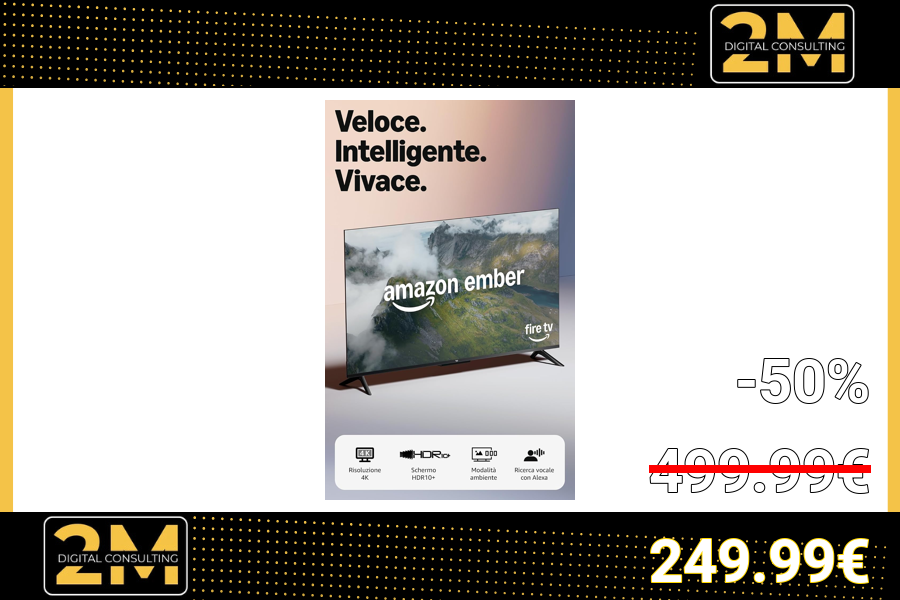 2M
DIGITAL CONSULTING
Veloce.
Intelligente.
Vivace.
amazon ember
fire tv
-50%
499.99€
4K
HDR10+
Risoluzione
4K
Schermo
HDR10+
Modalità
ambiente
Ricerca vocale
con Alexa
2M
DIGITAL CONSULTING
249.99€